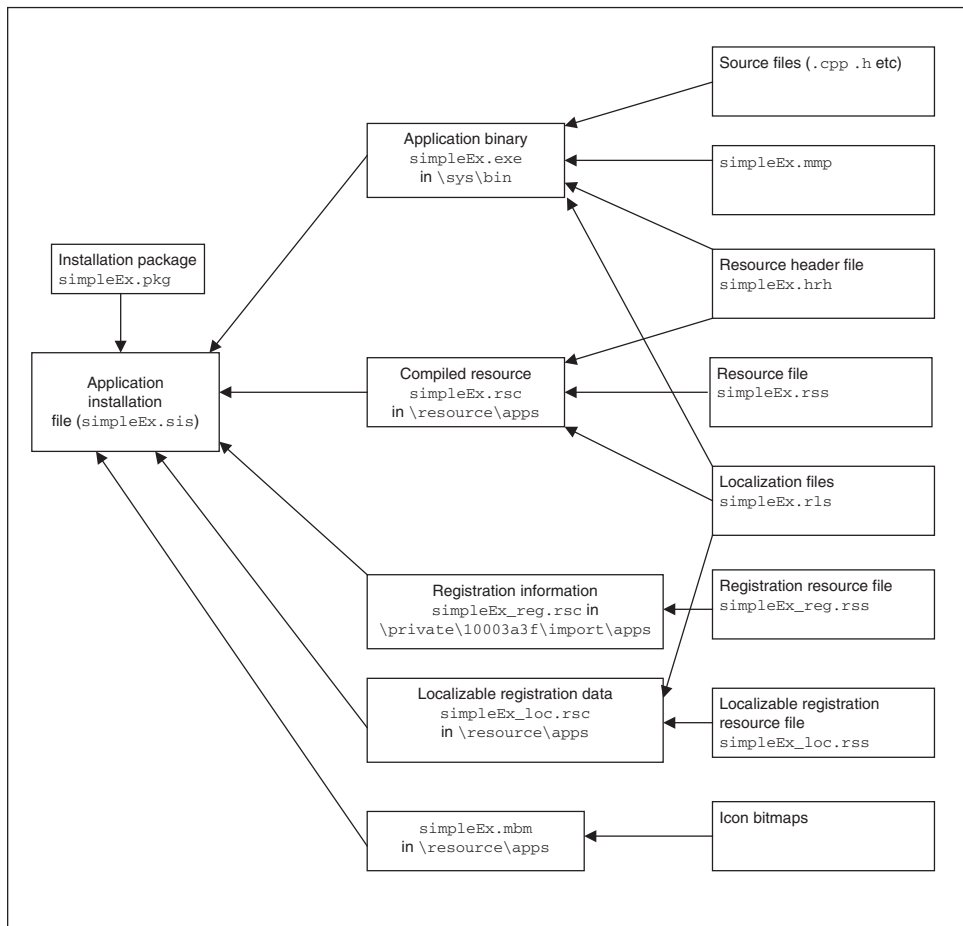 Source files (.cpp .h etc)
Application binary
simpleEx.exe
in \sys\bin
simpleEx.mmp
Installation package
simpleEx.pkg
Resource header file
simpleEx.hrh
Application
installation
file (simpleEx.sis)
Compiled resource
simpleEx.rsc
in \resource\apps
Resource file
simpleEx.rss
Localization files
simpleEx.rls
Registration information
simpleEx_reg.rsc in
\private\10003a3f\import\apps
Registration resource file
simpleEx_reg.rss
Localizable registration data
simpleEx_loc.rsc
in \resource\apps
Localizable registration
resource file
simpleEx_loc.rss
simpleEx.mbm
in \resource\apps
Icon bitmaps